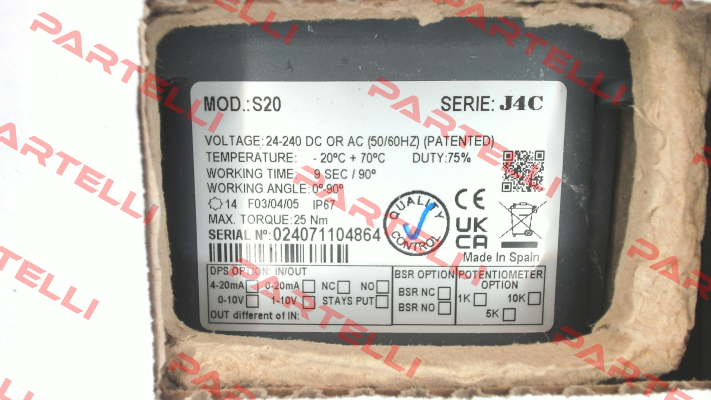 MOD.:S20 SERIE: J4C
VOLTAGE:24-240 DC OR AC (50/60HZ) (PATENTED)
TEMPERATURE: - 20ºC + 70ºC DUTY:75%
WORKING TIME: 9 SEC / 90º
WORKING ANGLE:0º-90º
14 F03/04/05 IP67
MAX. TORQUE:25 Nm
SERIAL Nº:024071104864
QUALITY CONTROL
CE
UK CA
Made In Spain
DPS OPTION: IN/OUT
4-20mA 0-20mA NC NO
0-10V 1-10V STAYS PUT
OUT different of IN:
BSR OPTION
BSR NC
BSR NO
POTENTIOMETER OPTION
1K 10K
5K
PARTELLI
PARTELLI
PARTELLI
PARTELLI
PARTELLI